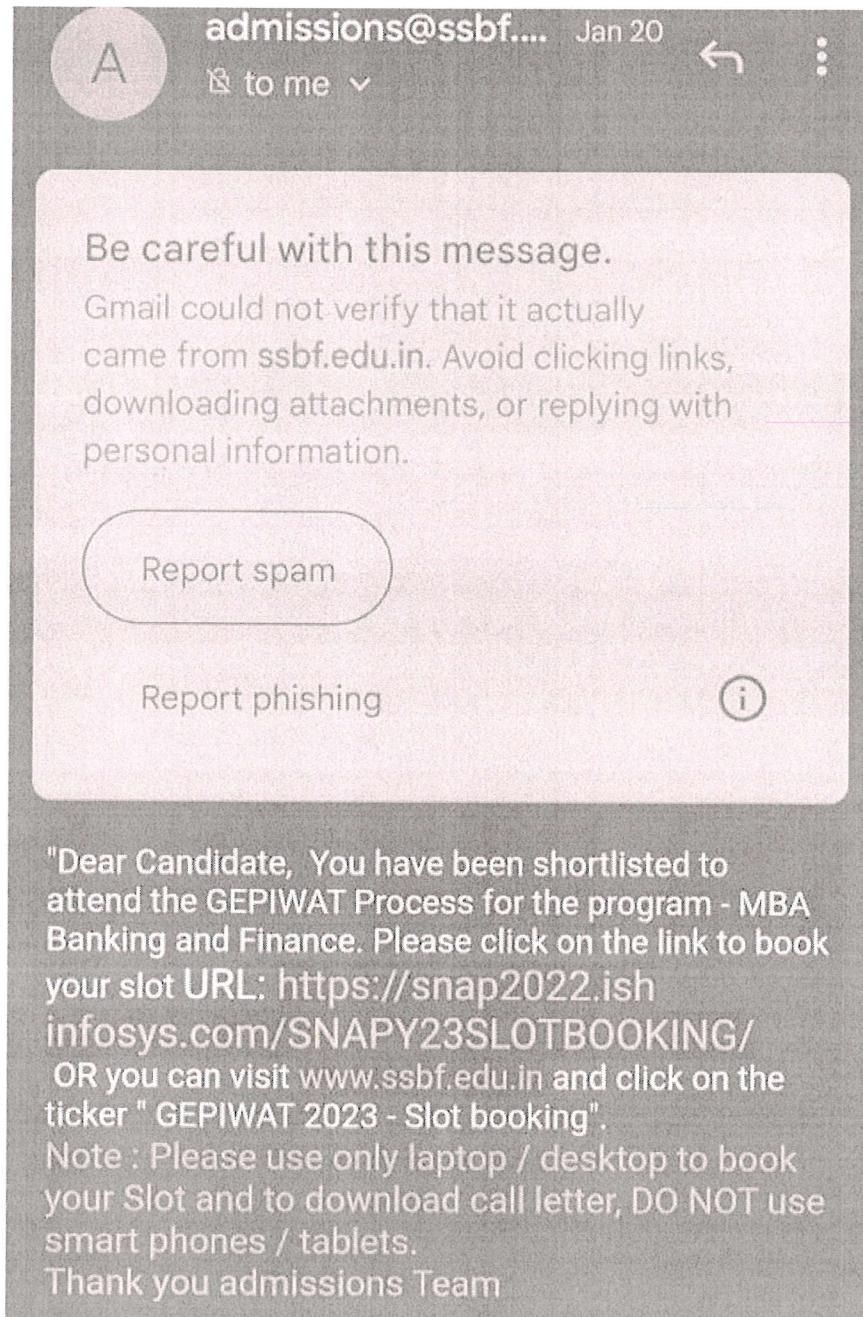 A
admissions@ssbf.... Jan 20
to me
Be careful with this message.
Gmail could not verify that it actually
came from ssbf.edu.in. Avoid clicking links,
downloading attachments, or replying with
personal information.
Report spam
Report phishing
"Dear Candidate, You have been shortlisted to
attend the GEPIWAT Process for the program - MBA
Banking and Finance. Please click on the link to book
your slot URL: https://snap2022.ish
infosys.com/SNAPY23SLOTBOOKING/
OR you can visit www.ssbf.edu.in and click on the
ticker " GEPIWAT 2023 - Slot booking".
Note : Please use only laptop / desktop to book
your Slot and to download call letter, DO NOT use
smart phones / tablets.
Thank you admissions Team